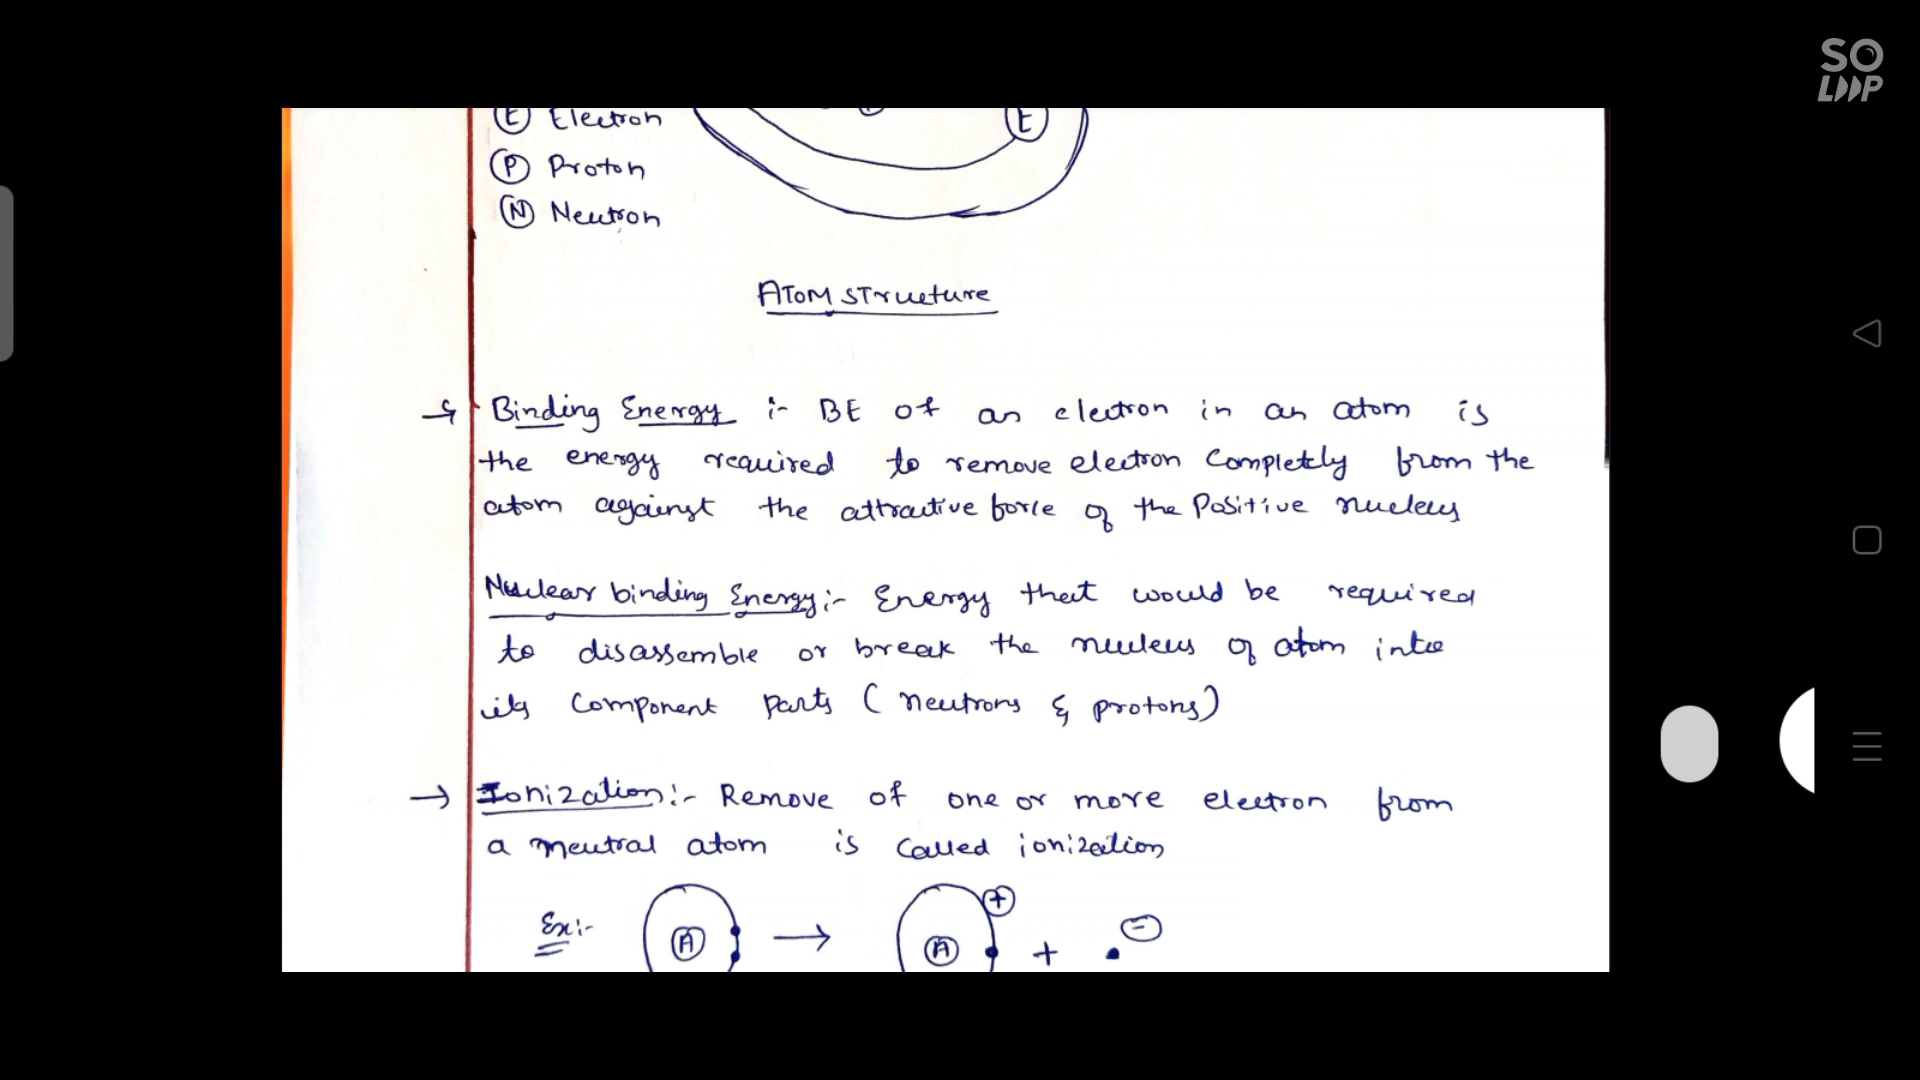 SO
LOOP
E Electron
E
P Proton
N Neutron
Atom structure
→ Binding Energy :- BE of an electron in an atom is
the energy required to remove electron completely from the
atom against the attractive force of the Positive nucleus
Nuclear binding Energy:- Energy that would be required
to disassemble or break the nucleus of atom into
its component parts ( neutrons & protons)
→ Ionization:- Remove of one or more electron from
a neutral atom is called ionization
Ex:- A → A + + -